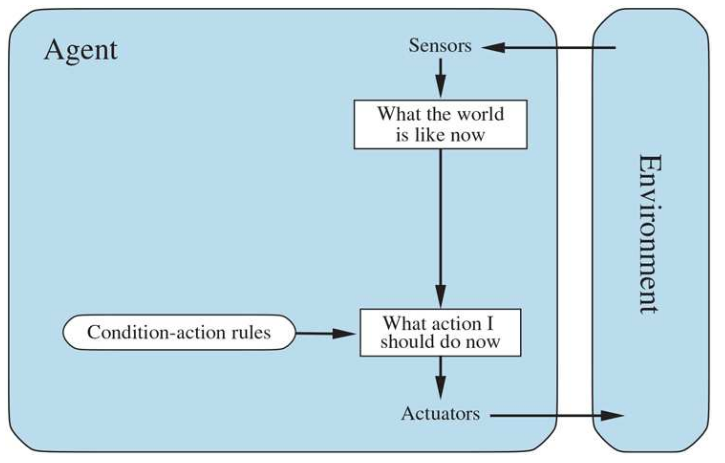 Agent
Sensors
What the world
is like now
Environment
Condition-action rules
What action I
should do now
Actuators